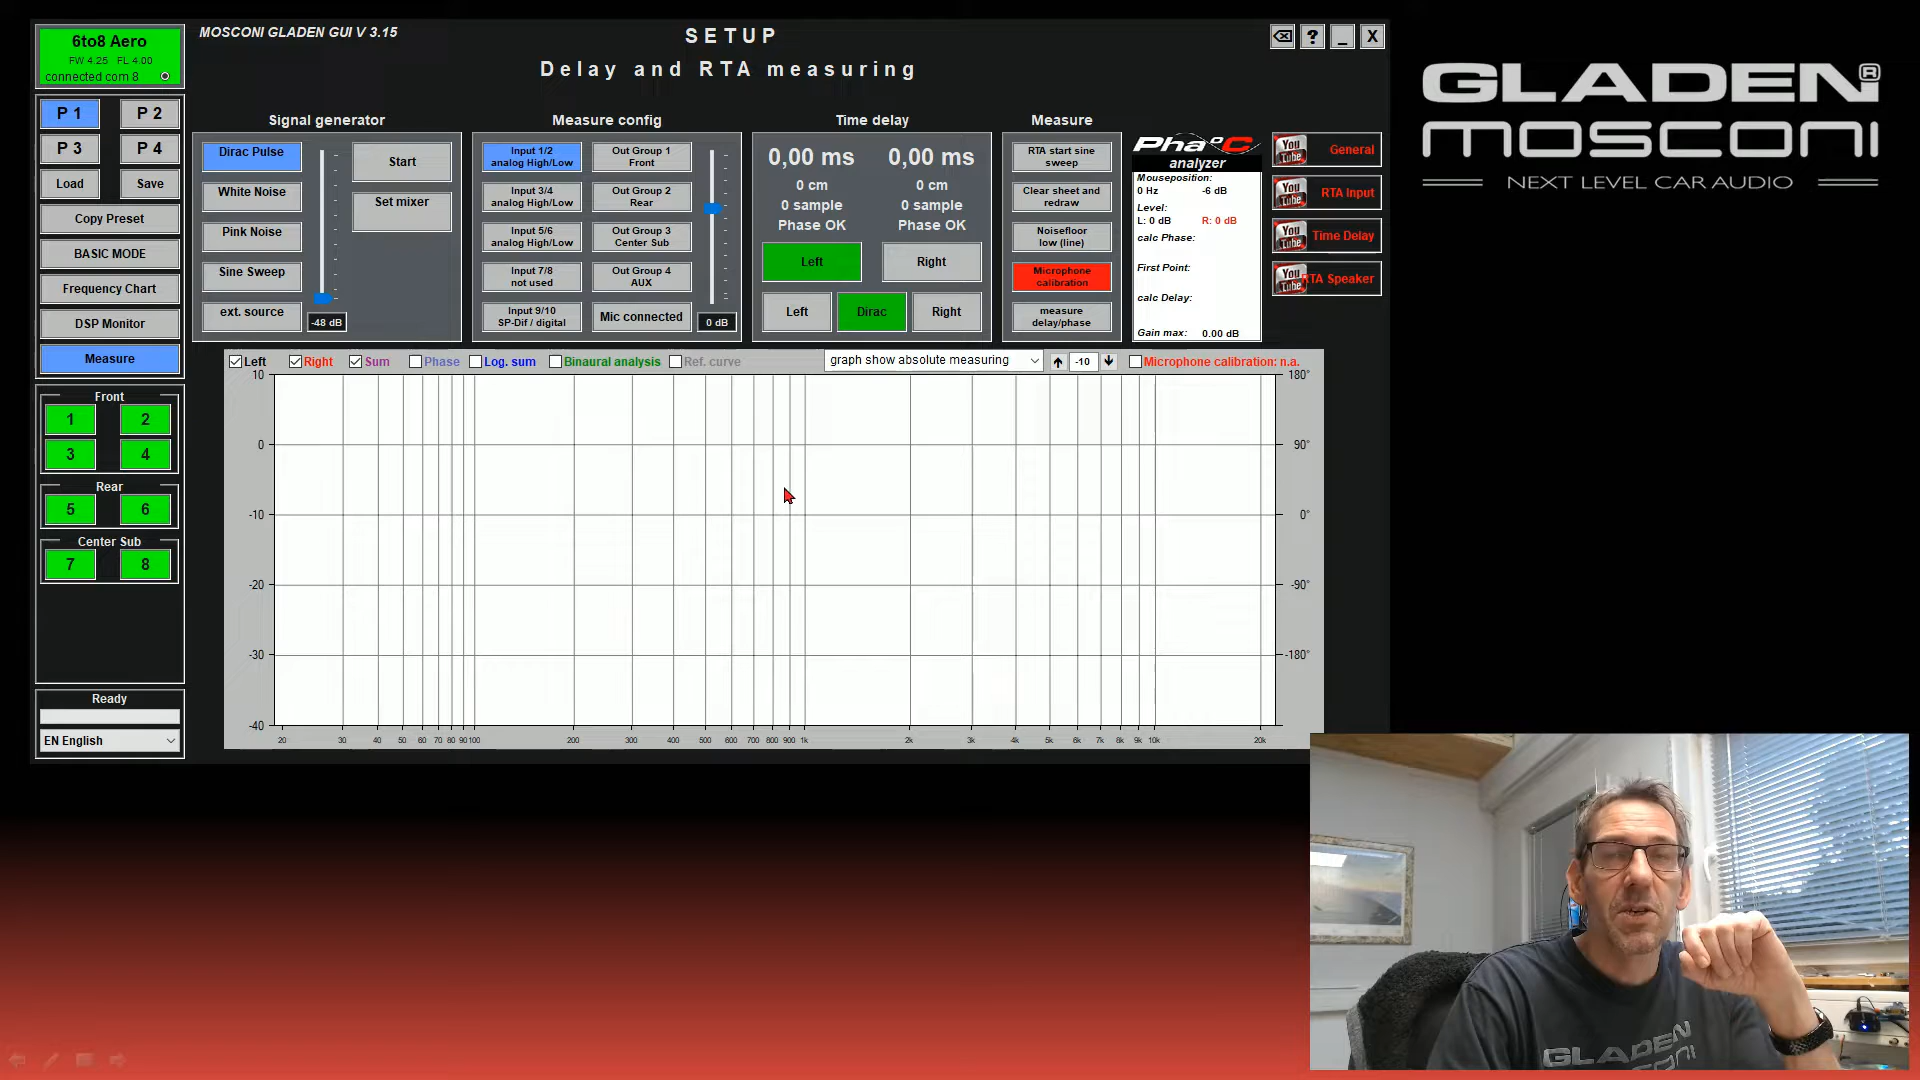 6to8 Aero
FW 4.25 FL 4.00
connected com 8
MOSCONI GLADEN GUI V 3.15
SETUP
Delay and RTA measuring
?
_
X
P 1
P 2
P 3
P 4
Load
Save
Copy Preset
BASIC MODE
Frequency Chart
DSP Monitor
Measure
Front
1
2
3
4
Rear
5
6
Center Sub
7
8
Ready
EN English
Signal generator
Dirac Pulse
White Noise
Pink Noise
Sine Sweep
ext. source
-48 dB
Start
Set mixer
Measure config
Input 1/2
analog High/Low
Input 3/4
analog High/Low
Input 5/6
analog High/Low
Input 7/8
not used
Input 9/10
SP-Dif / digital
Out Group 1
Front
Out Group 2
Rear
Out Group 3
Center Sub
Out Group 4
AUX
Mic connected
0 dB
Time delay
0,00 ms
0 cm
0 sample
Phase OK
0,00 ms
0 cm
0 sample
Phase OK
Left
Right
Left
Dirac
Right
Measure
RTA start sine
sweep
Clear sheet and
redraw
Noisefloor
low (line)
Microphone
calibration
measure
delay/phase
Pha°C
analyzer
Mouseposition:
0 Hz -6 dB
Level:
L: 0 dB R: 0 dB
calc Phase:
First Point:
calc Delay:
Gain max: 0.00 dB
You Tube General
You Tube RTA Input
You Tube Time Delay
You Tube RTA Speaker
Left
Right
Sum
Phase
Log. sum
Binaural analysis
Ref. curve
graph show absolute measuring
-10
Microphone calibration: n.a.
10
0
-10
-20
-30
-40
180°
90°
0°
-90°
-180°
20 30 40 50 60 70 80 90 100 200 300 400 500 600 700 800 900 1k 2k 3k 4k 5k 6k 7k 8k 9k 10k 20k
GLADEN®
MOSCONI
NEXT LEVEL CAR AUDIO
GLADEN